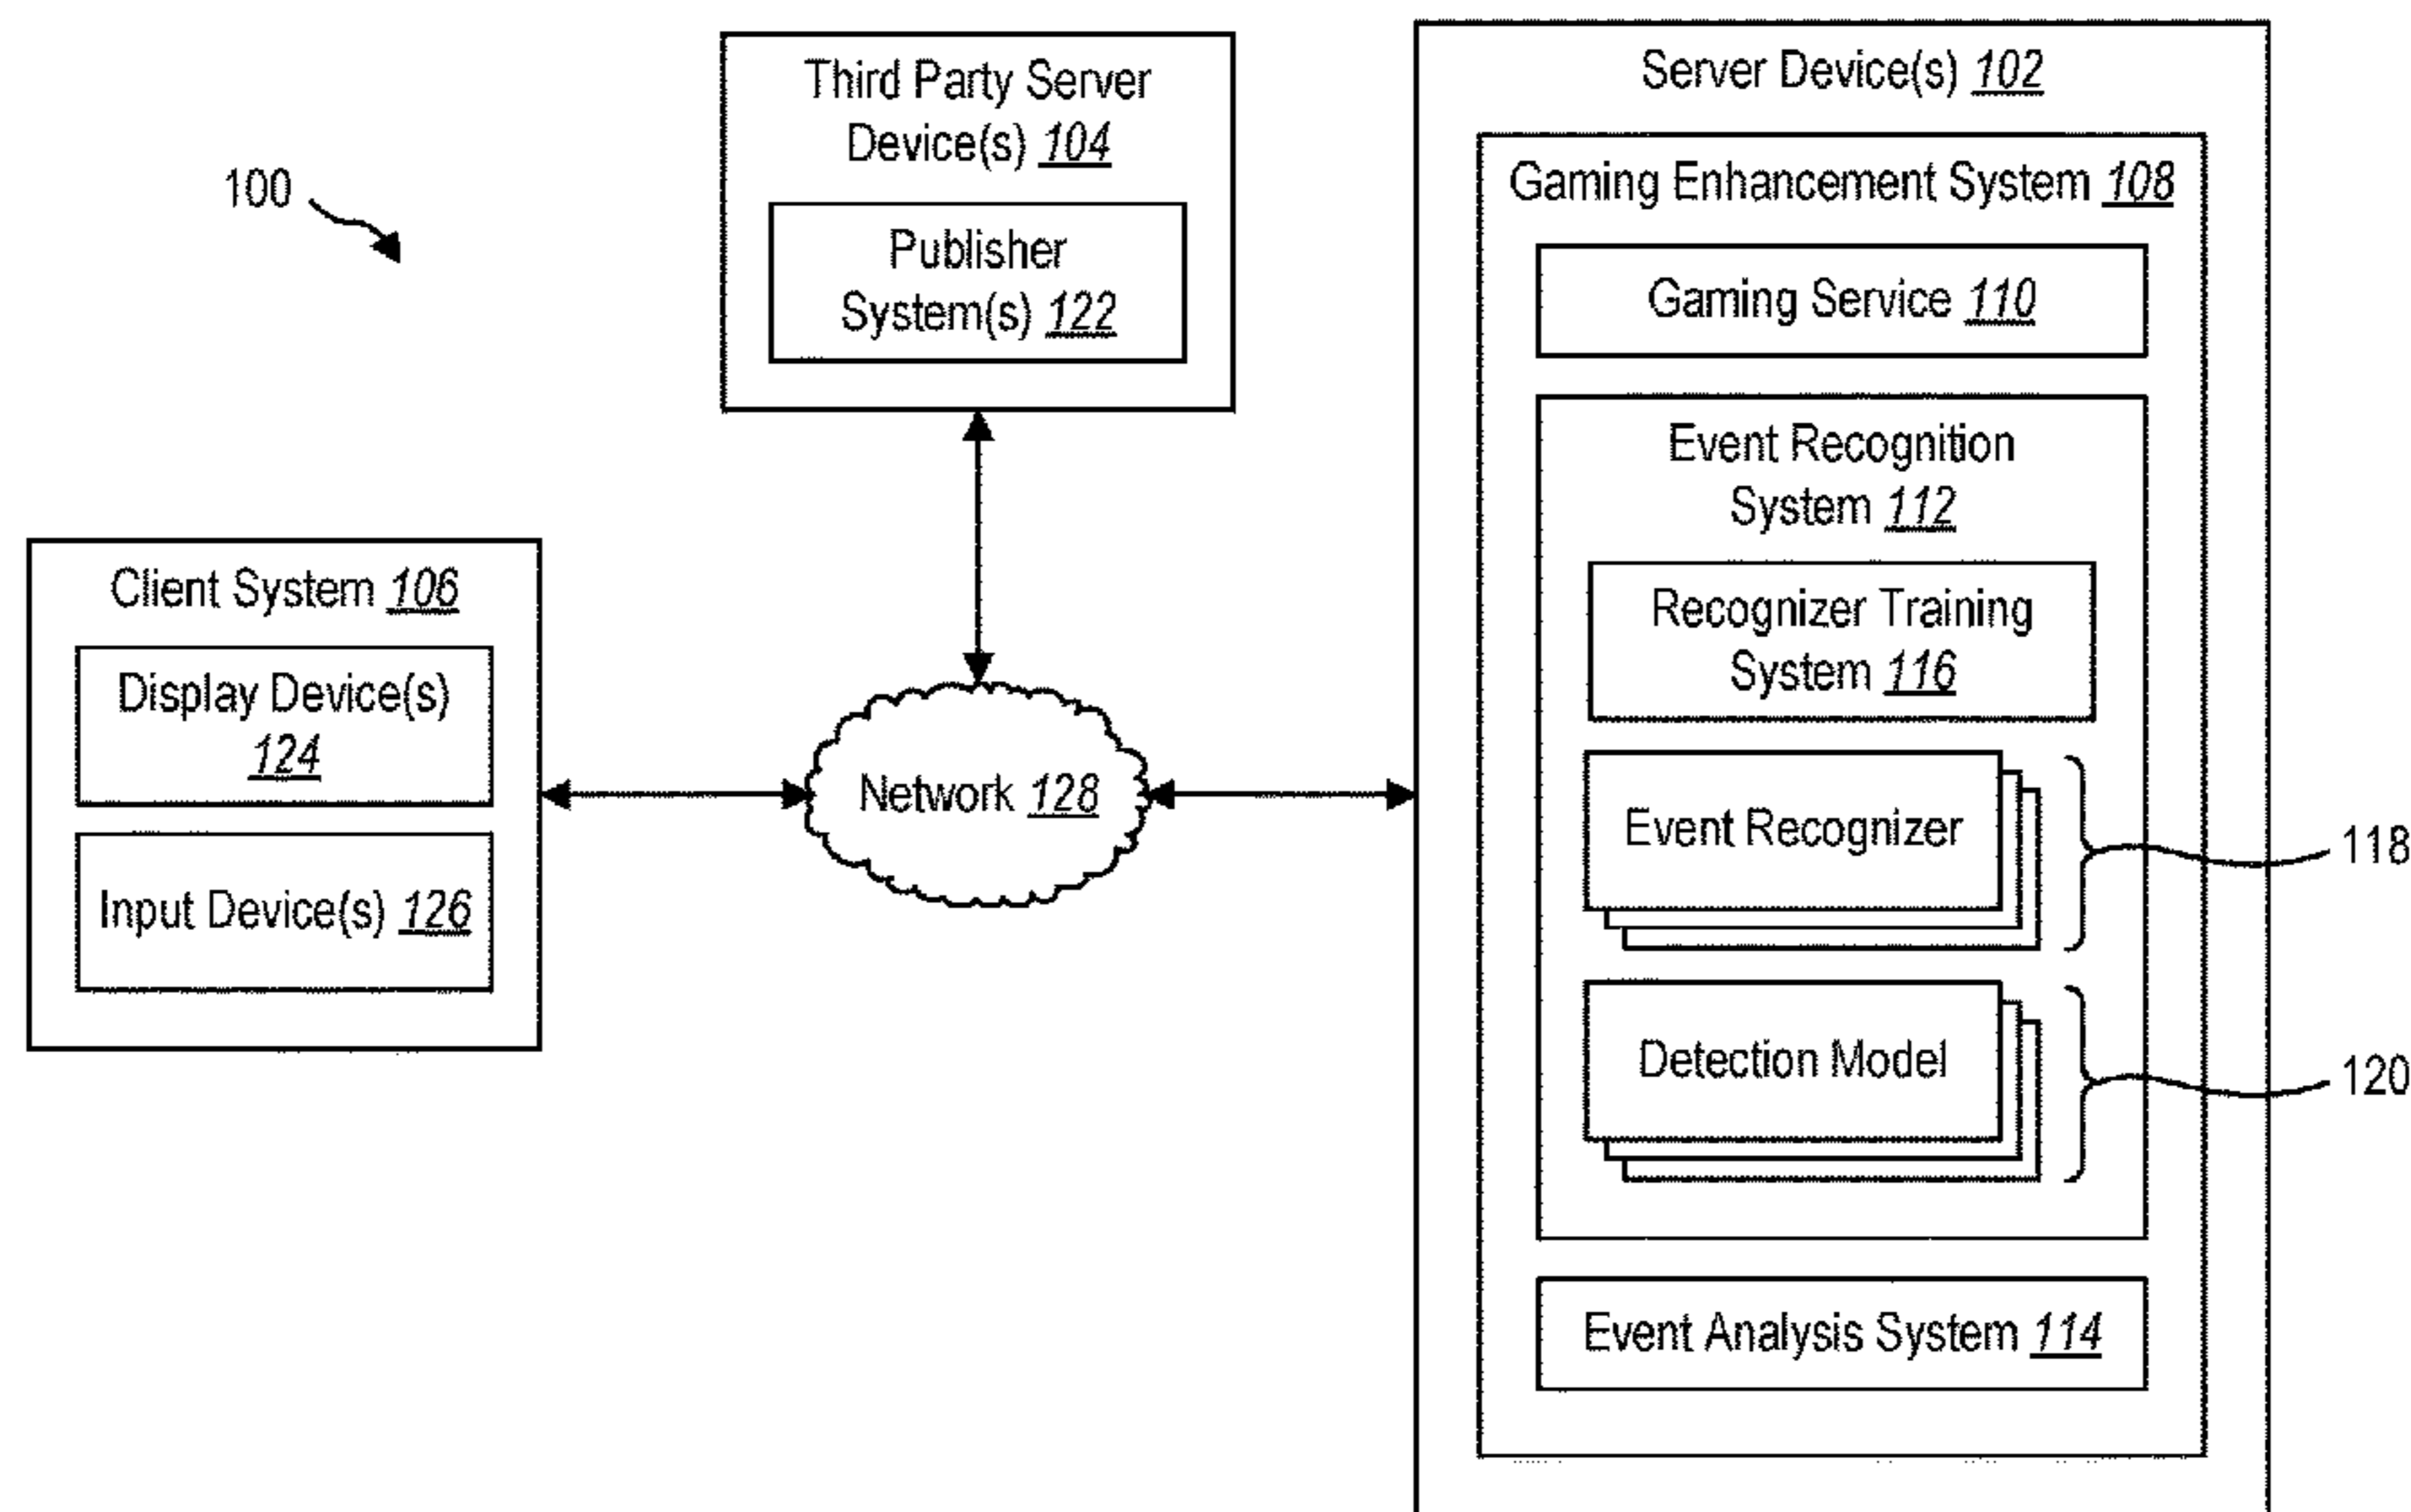 100
Third Party Server
Device(s) 104
Publisher
System(s) 122
Client System 106
Display Device(s)
124
Input Device(s) 126
Network 128
Server Device(s) 102
Gaming Enhancement System 108
Gaming Service 110
Event Recognition
System 112
Recognizer Training
System 116
Event Recognizer
118
Detection Model
120
Event Analysis System 114